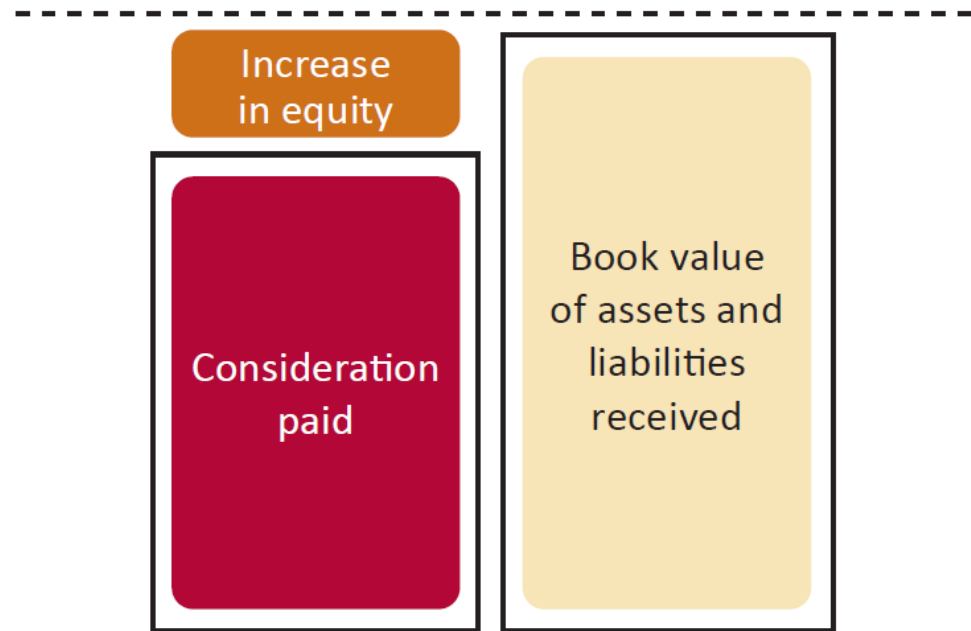 Increase
in equity
Consideration
paid
Book value
of assets and
liabilities
received